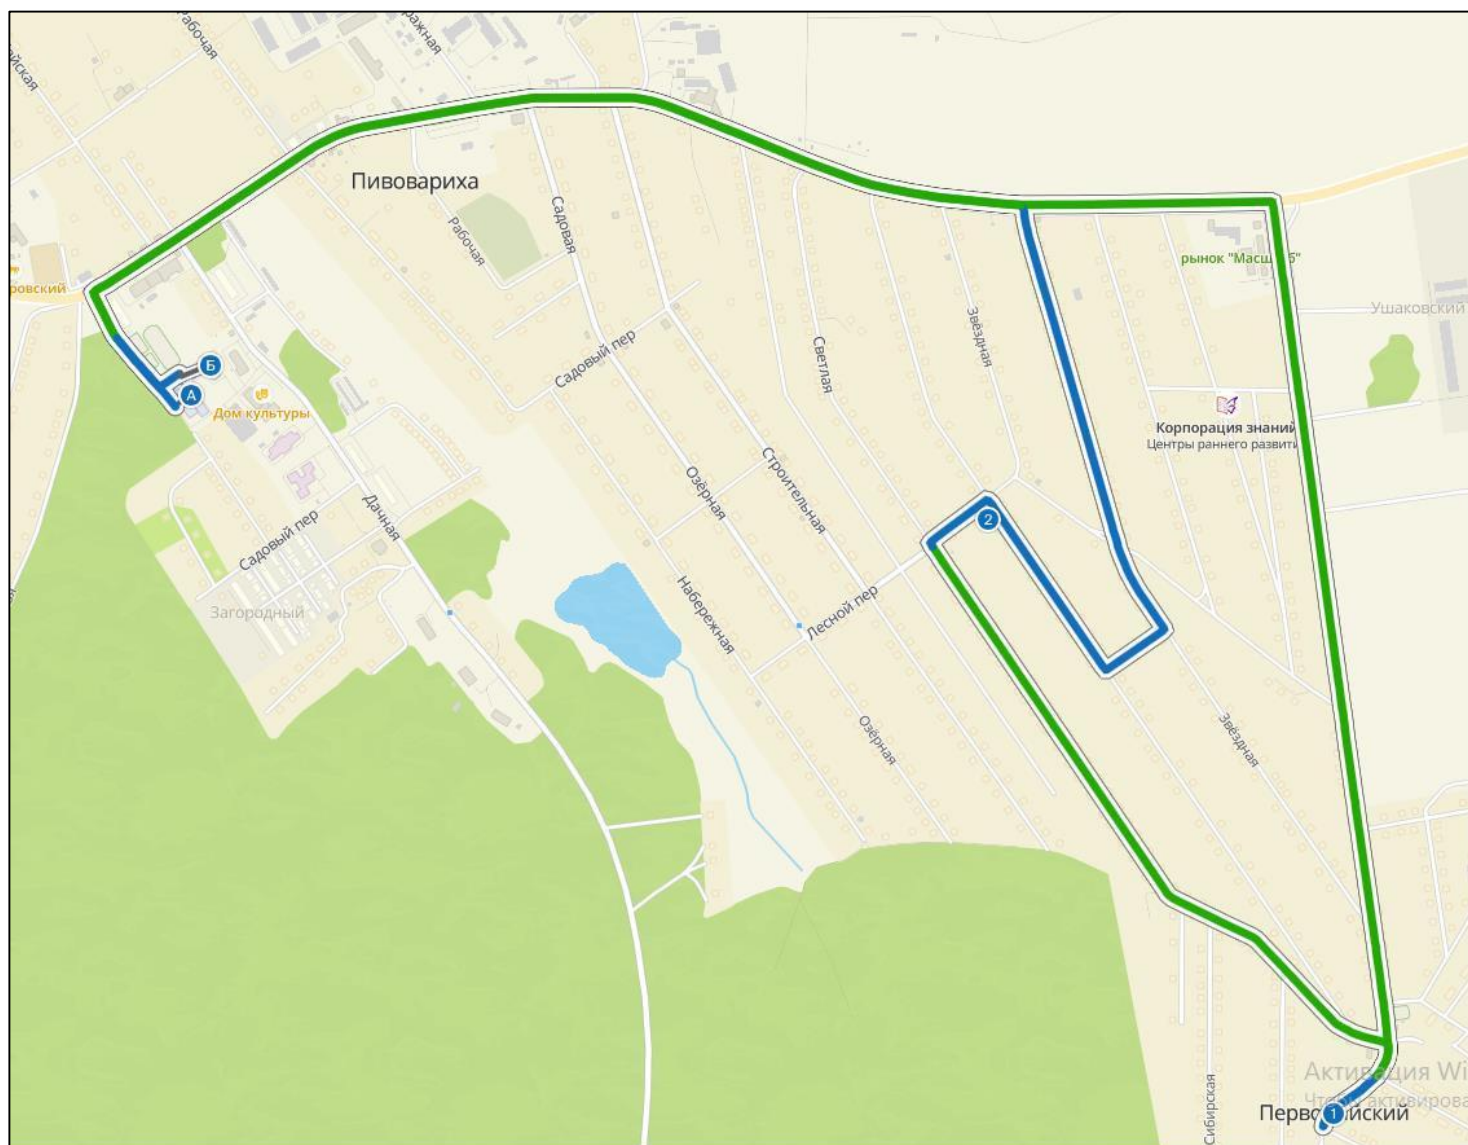 Рабочая
Пивовариха
Рабочая
Садовая
рынок "Масш
б"
ровский
Ушаковский
Звёздная
Садовый пер
Светлая
Б
А
Дом культуры
Корпорация знаний
Центры раннего развити
Озёрная
Строительная
Дачная
Садовый пер
2
Загородный
Набережная
Лесной пер
Озёрная
Звёздная
Активация Wi
Сибирская
Перво
йский
1
активирова